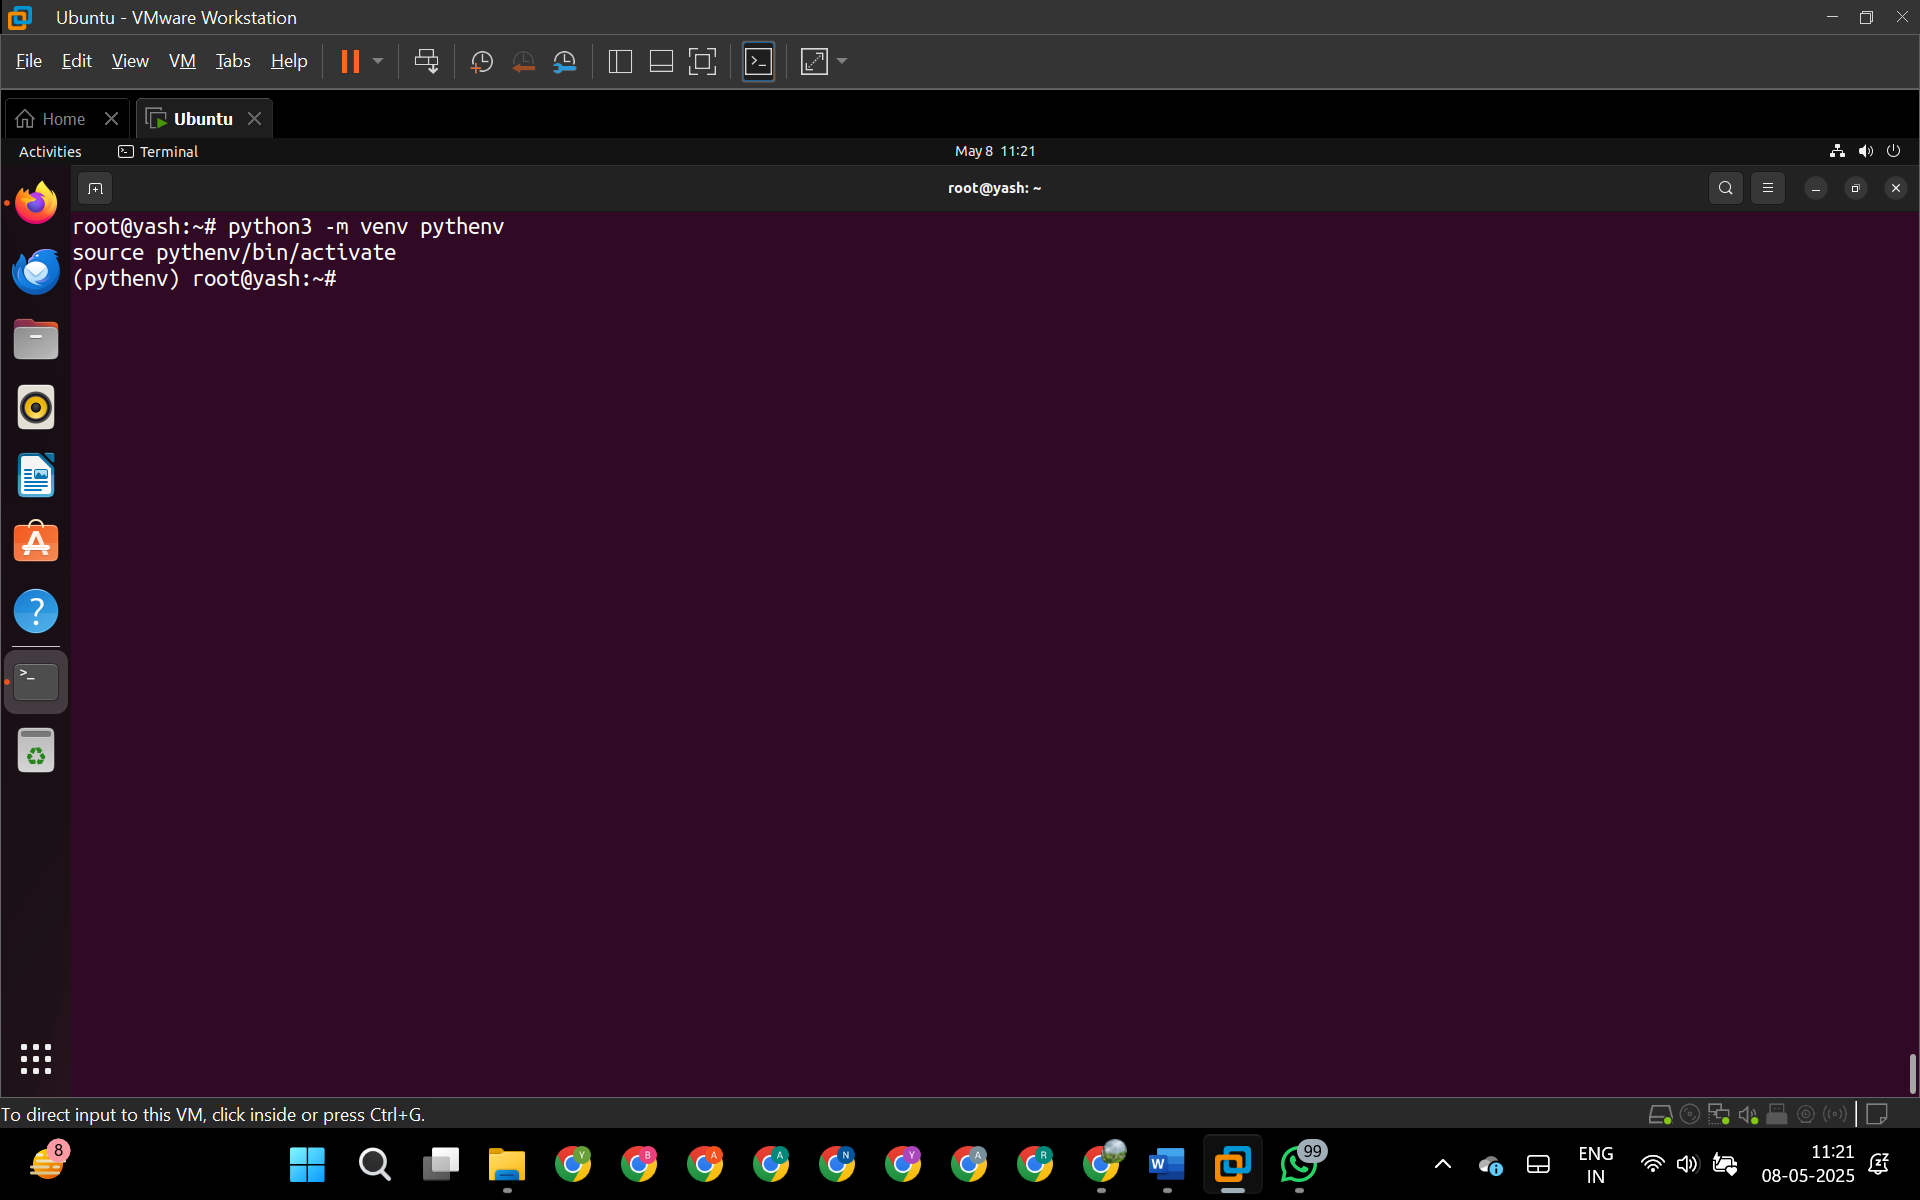 Ubuntu - VMware Workstation
File Edit View VM Tabs Help
Home Ubuntu
Activities Terminal May 8 11:21
root@yash: ~
root@yash:~# python3 -m venv pythenv
source pythenv/bin/activate
(pythenv) root@yash:~#
To direct input to this VM, click inside or press Ctrl+G.
8
Y B A A N Y A R
W
99
ENG
IN
11:21
08-05-2025